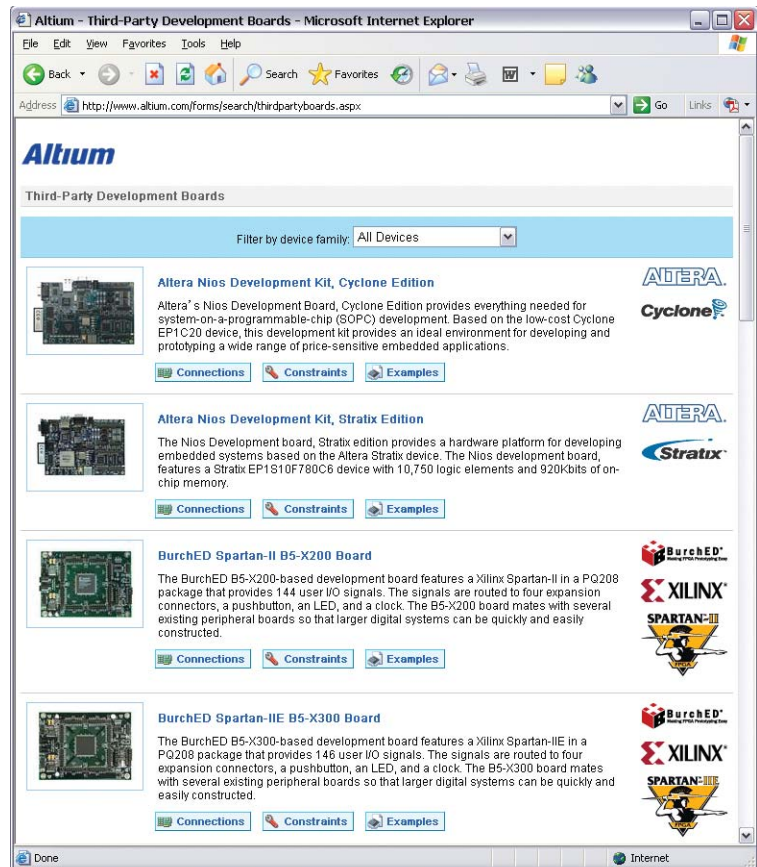 Altium - Third-Party Development Boards - Microsoft Internet Explorer
File Edit View Favorites Tools Help
Back Search Favorites
Address http://www.altium.com/forms/search/thirdpartyboards.aspx Go Links
Altium
Third-Party Development Boards
Filter by device family: All Devices
Altera Nios Development Kit, Cyclone Edition
Altera's Nios Development Board, Cyclone Edition provides everything needed for
system-on-a-programmable-chip (SOPC) development. Based on the low-cost Cyclone
EP1C20 device, this development kit provides an ideal environment for developing and
prototyping a wide range of price-sensitive embedded applications.
Connections Constraints Examples
ALTERA.
Cyclone
Altera Nios Development Kit, Stratix Edition
The Nios Development board, Stratix edition provides a hardware platform for developing
embedded systems based on the Altera Stratix device. The Nios development board,
features a Stratix EP1S10F780C6 device with 10,750 logic elements and 920Kbits of on-
chip memory.
Connections Constraints Examples
ALTERA.
Stratix
BurchED Spartan-II B5-X200 Board
The BurchED B5-X200-based development board features a Xilinx Spartan-II in a PQ208
package that provides 144 user I/O signals. The signals are routed to four expansion
connectors, a pushbutton, an LED, and a clock. The B5-X200 board mates with several
existing peripheral boards so that larger digital systems can be quickly and easily
constructed.
Connections Constraints Examples
BurchED
Making FPGA Prototyping Easy
XILINX
SPARTAN-II
FPGA
BurchED Spartan-IIE B5-X300 Board
The BurchED B5-X300-based development board features a Xilinx Spartan-IIE in a
PQ208 package that provides 146 user I/O signals. The signals are routed to four
expansion connectors, a pushbutton, an LED, and a clock. The B5-X300 board mates
with several existing peripheral boards so that larger digital systems can be quickly and
easily constructed.
Connections Constraints Examples
BurchED
Making FPGA Prototyping Easy
XILINX
SPARTAN-IIE
FPGA
Done Internet